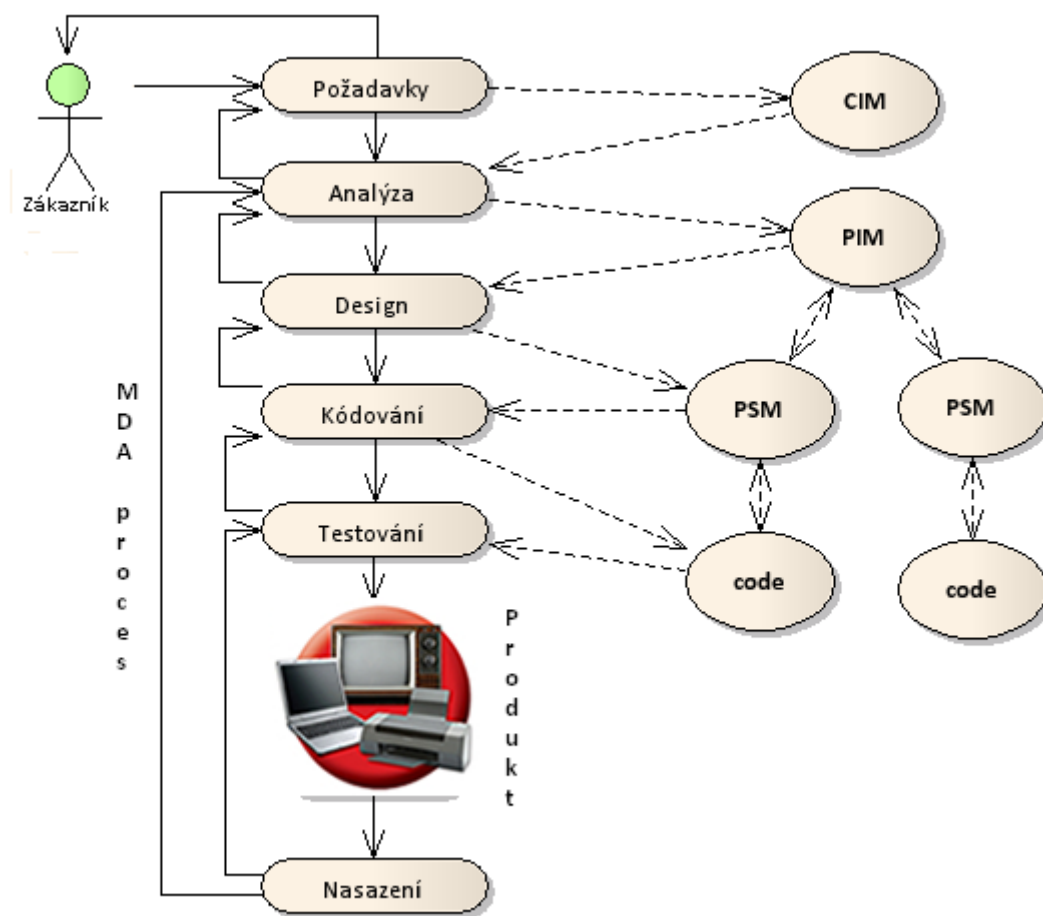 Zákazník
Požadavky
Analýza
Design
Kódování
Testování
Nasazení
MDA proces
Produkt
CIM
PIM
PSM
PSM
code
code